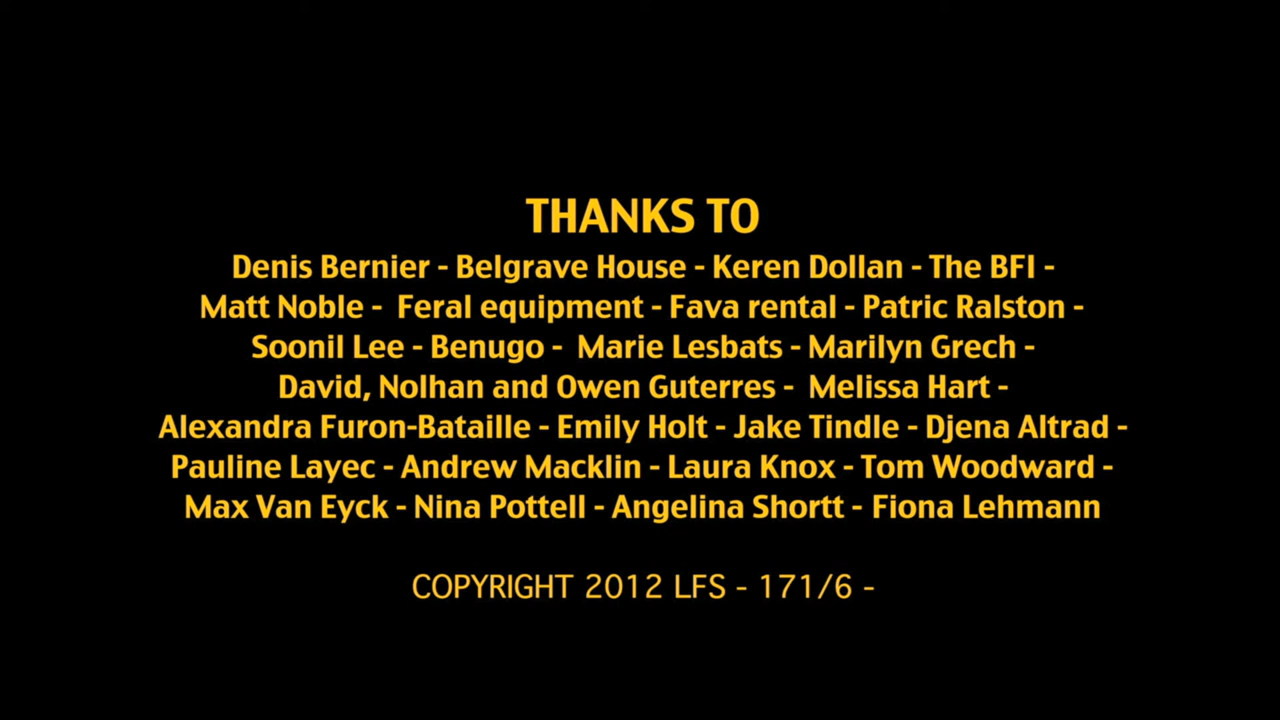 THANKS TO
Denis Bernier - Belgrave House - Keren Dollan - The BFI -
Matt Noble -  Feral equipment - Fava rental - Patric Ralston -
Soonil Lee - Benugo -  Marie Lesbats - Marilyn Grech -
David, Nolhan and Owen Guterres -  Melissa Hart -
Alexandra Furon-Bataille - Emily Holt - Jake Tindle - Djena Altrad -
Pauline Layec - Andrew Macklin - Laura Knox - Tom Woodward -
Max Van Eyck - Nina Pottell - Angelina Shortt - Fiona Lehmann
COPYRIGHT 2012 LFS - 171/6 -